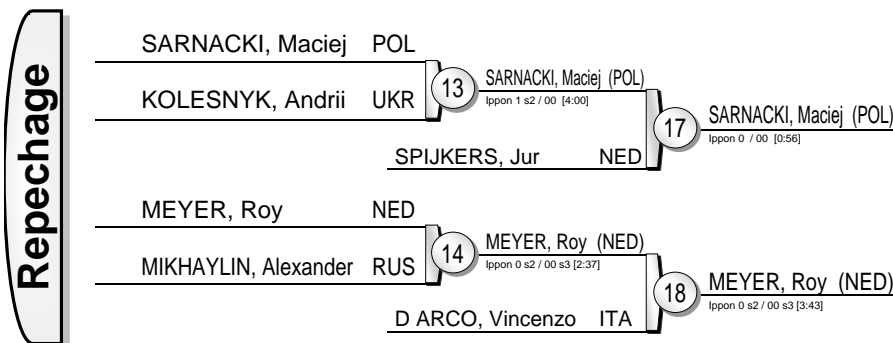 Repechage
SARNACKI, Maciej POL
KOLESNYK, Andrii UKR
13
SARNACKI, Maciej (POL)
Ippon 1 s2 / 00 [4:00]
SPIJKERS, Jur NED
17
SARNACKI, Maciej (POL)
Ippon 0 / 00 [0:56]
MEYER, Roy NED
MIKHAYLIN, Alexander RUS
14
MEYER, Roy (NED)
Ippon 0 s2 / 00 s3 [2:37]
D ARCO, Vincenzo ITA
18
MEYER, Roy (NED)
Ippon 0 s2 / 00 s3 [3:43]